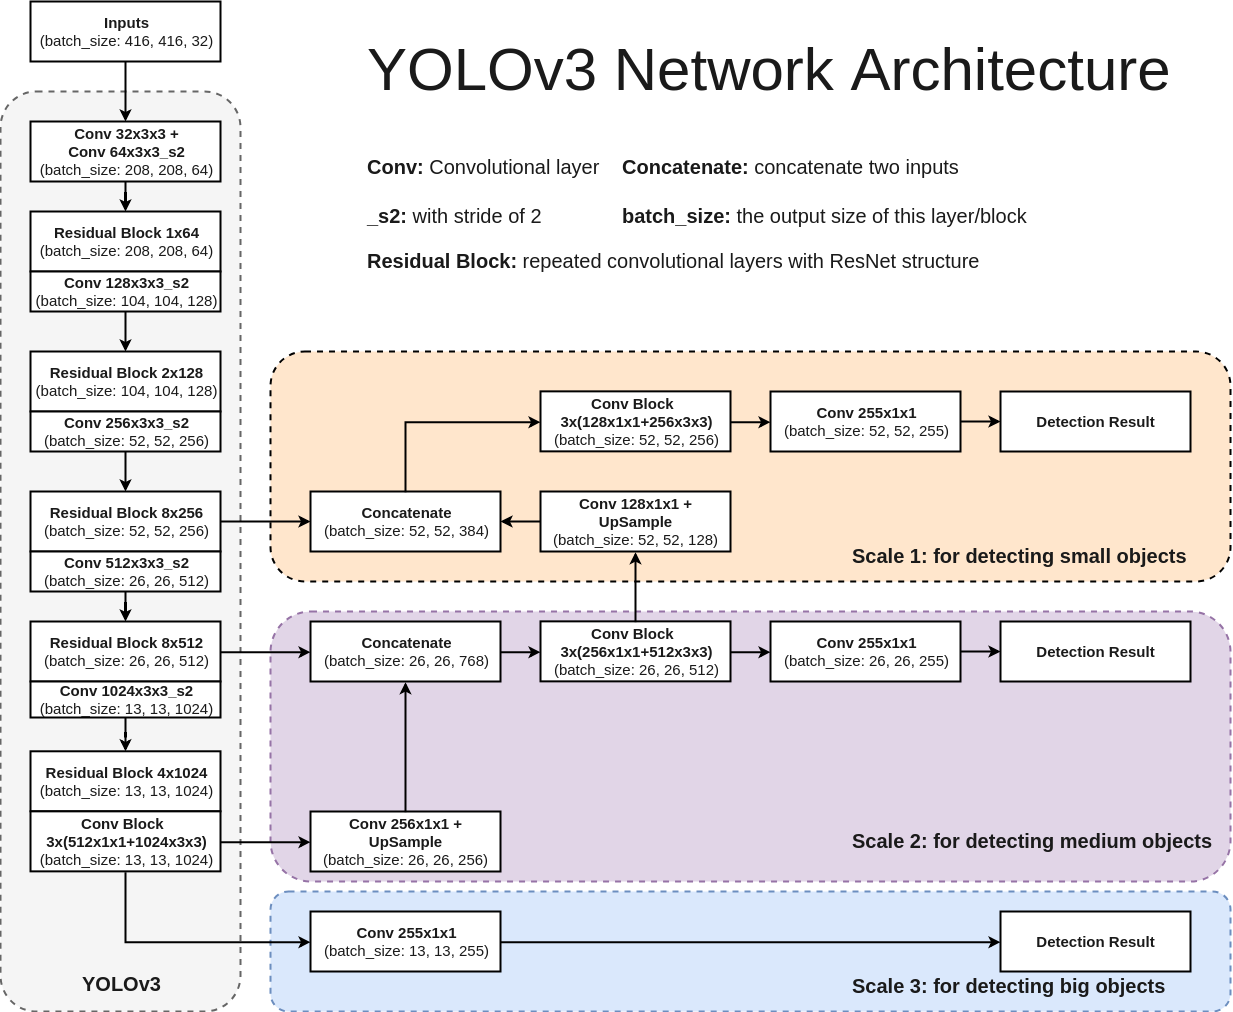 YOLOv3 Network Architecture
Conv: Convolutional layer
Concatenate: concatenate two inputs
_s2: with stride of 2
batch_size: the output size of this layer/block
Residual Block: repeated convolutional layers with ResNet structure
Inputs
(batch_size: 416, 416, 32)
Conv 32x3x3 +
Conv 64x3x3_s2
(batch_size: 208, 208, 64)
Residual Block 1x64
(batch_size: 208, 208, 64)
Conv 128x3x3_s2
(batch_size: 104, 104, 128)
Residual Block 2x128
(batch_size: 104, 104, 128)
Conv 256x3x3_s2
(batch_size: 52, 52, 256)
Residual Block 8x256
(batch_size: 52, 52, 256)
Conv 512x3x3_s2
(batch_size: 26, 26, 512)
Residual Block 8x512
(batch_size: 26, 26, 512)
Conv 1024x3x3_s2
(batch_size: 13, 13, 1024)
Residual Block 4x1024
(batch_size: 13, 13, 1024)
Conv Block
3x(512x1x1+1024x3x3)
(batch_size: 13, 13, 1024)
YOLOv3
Conv Block
3x(128x1x1+256x3x3)
(batch_size: 52, 52, 256)
Conv 255x1x1
(batch_size: 52, 52, 255)
Detection Result
Concatenate
(batch_size: 52, 52, 384)
Conv 128x1x1 +
UpSample
(batch_size: 52, 52, 128)
Scale 1: for detecting small objects
Concatenate
(batch_size: 26, 26, 768)
Conv Block
3x(256x1x1+512x3x3)
(batch_size: 26, 26, 512)
Conv 255x1x1
(batch_size: 26, 26, 255)
Detection Result
Conv 256x1x1 +
UpSample
(batch_size: 26, 26, 256)
Scale 2: for detecting medium objects
Conv 255x1x1
(batch_size: 13, 13, 255)
Detection Result
Scale 3: for detecting big objects